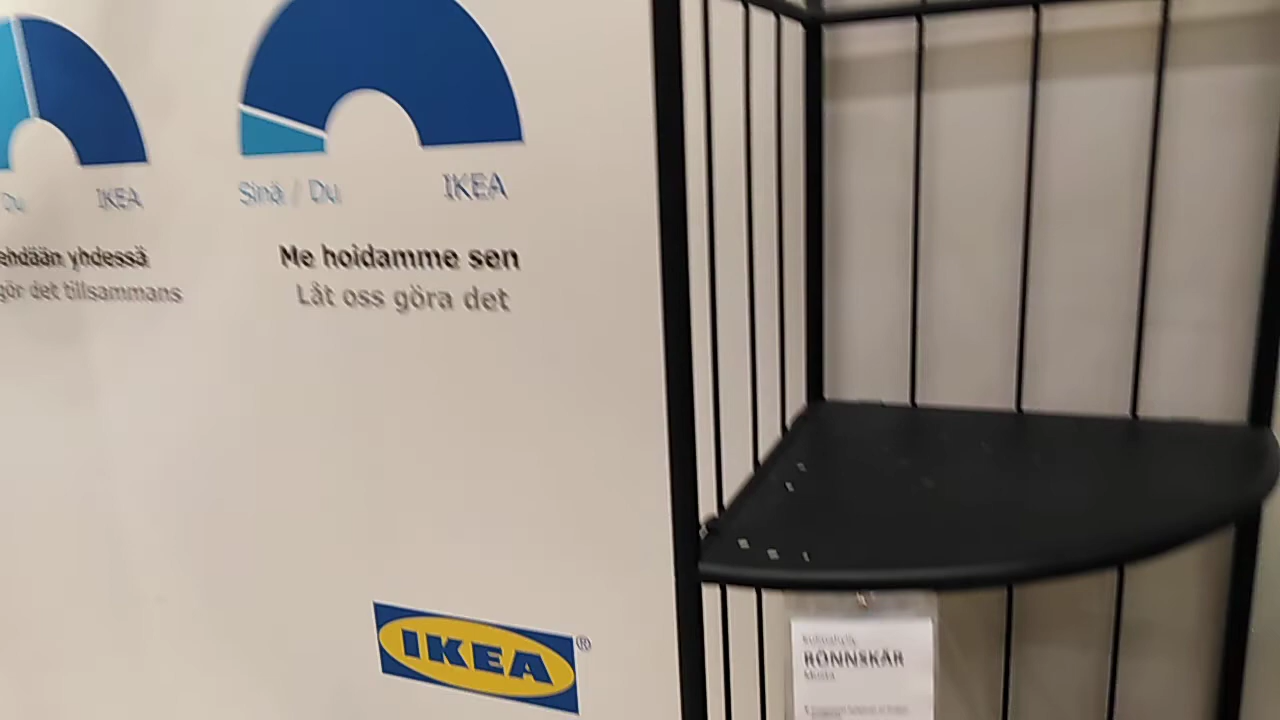 Du IKEA
Sinä / Du IKEA
ehdään yhdessä
gör det tillsammans
Me hoidamme sen
Låt oss göra det
IKEA®
RÖNNSKÄR